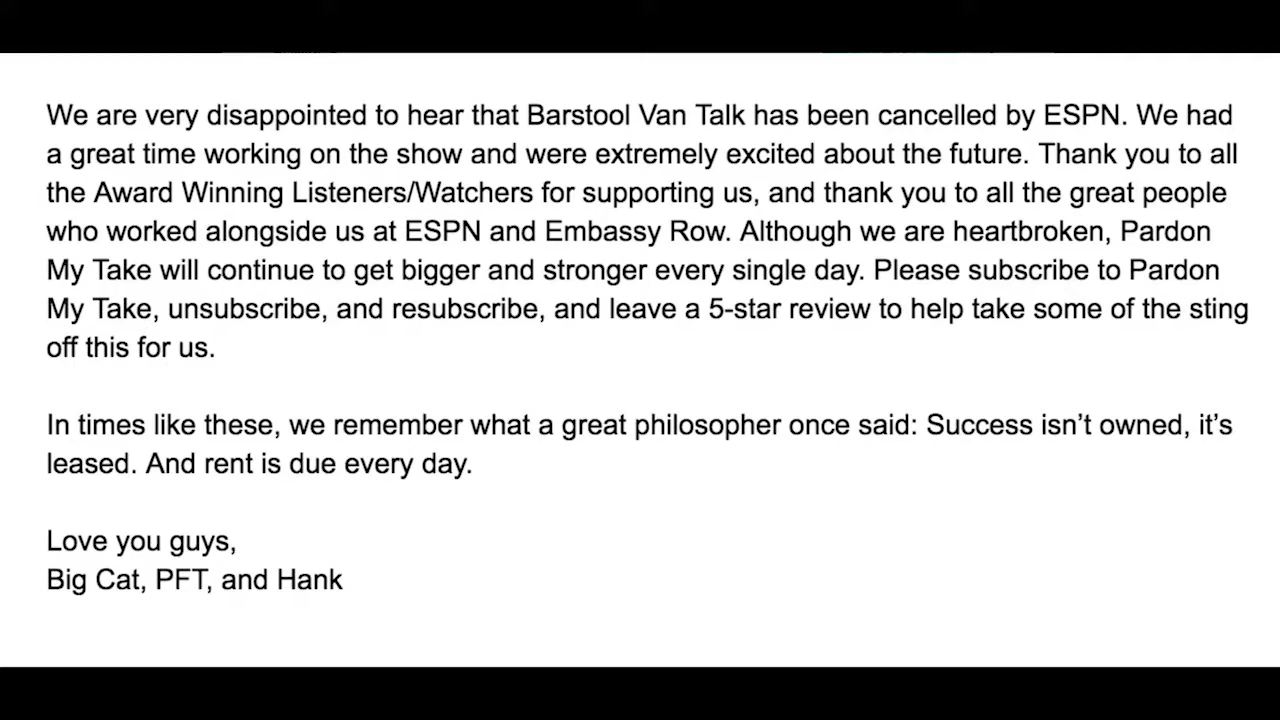 We are very disappointed to hear that Barstool Van Talk has been cancelled by ESPN. We had
a great time working on the show and were extremely excited about the future. Thank you to all
the Award Winning Listeners/Watchers for supporting us, and thank you to all the great people
who worked alongside us at ESPN and Embassy Row. Although we are heartbroken, Pardon
My Take will continue to get bigger and stronger every single day. Please subscribe to Pardon
My Take, unsubscribe, and resubscribe, and leave a 5-star review to help take some of the sting
off this for us.
In times like these, we remember what a great philosopher once said: Success isn’t owned, it’s
leased. And rent is due every day.
Love you guys,
Big Cat, PFT, and Hank